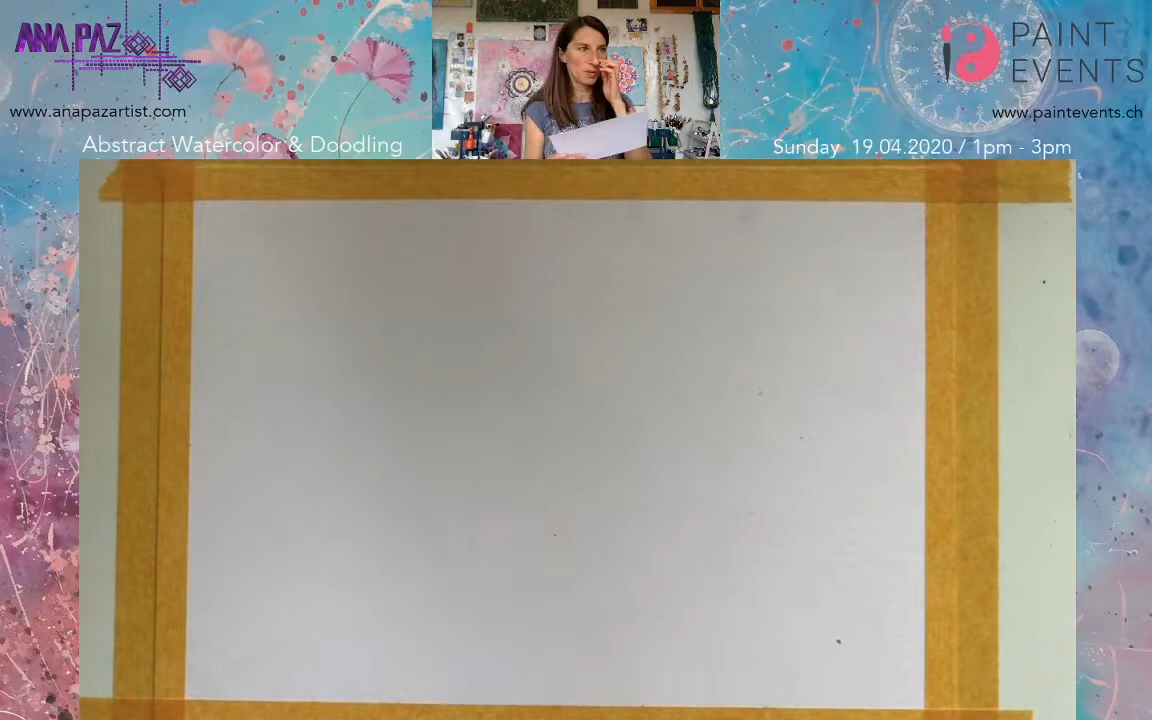 ANA PAZ
www.anapazartist.com
Abstract Watercolor & Doodling
PAINT
EVENTS
www.paintevents.ch
Sunday 19.04.2020 / 1pm - 3pm